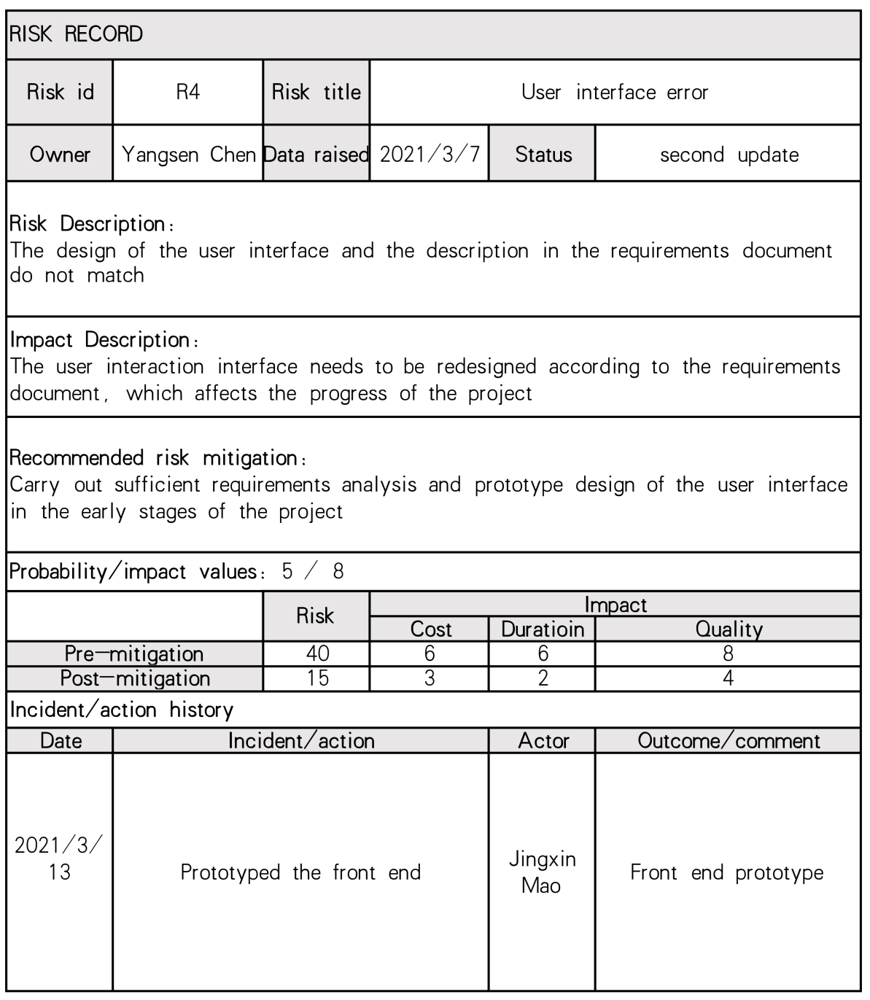 RISK RECORD
Risk id R4 Risk title User interface error
Owner Yangsen Chen Data raised 2021/3/7 Status second update
Risk Description:
The design of the user interface and the description in the requirements document
do not match
Impact Description:
The user interaction interface needs to be redesigned according to the requirements
document, which affects the progress of the project
Recommended risk mitigation:
Carry out sufficient requirements analysis and prototype design of the user interface
in the early stages of the project
Probability/impact values: 5 / 8
Risk Impact
Cost Duratioin Quality
Pre-mitigation 40 6 6 8
Post-mitigation 15 3 2 4
Incident/action history
Date Incident/action Actor Outcome/comment
2021/3/
13
Prototyped the front end
Jingxin
Mao
Front end prototype